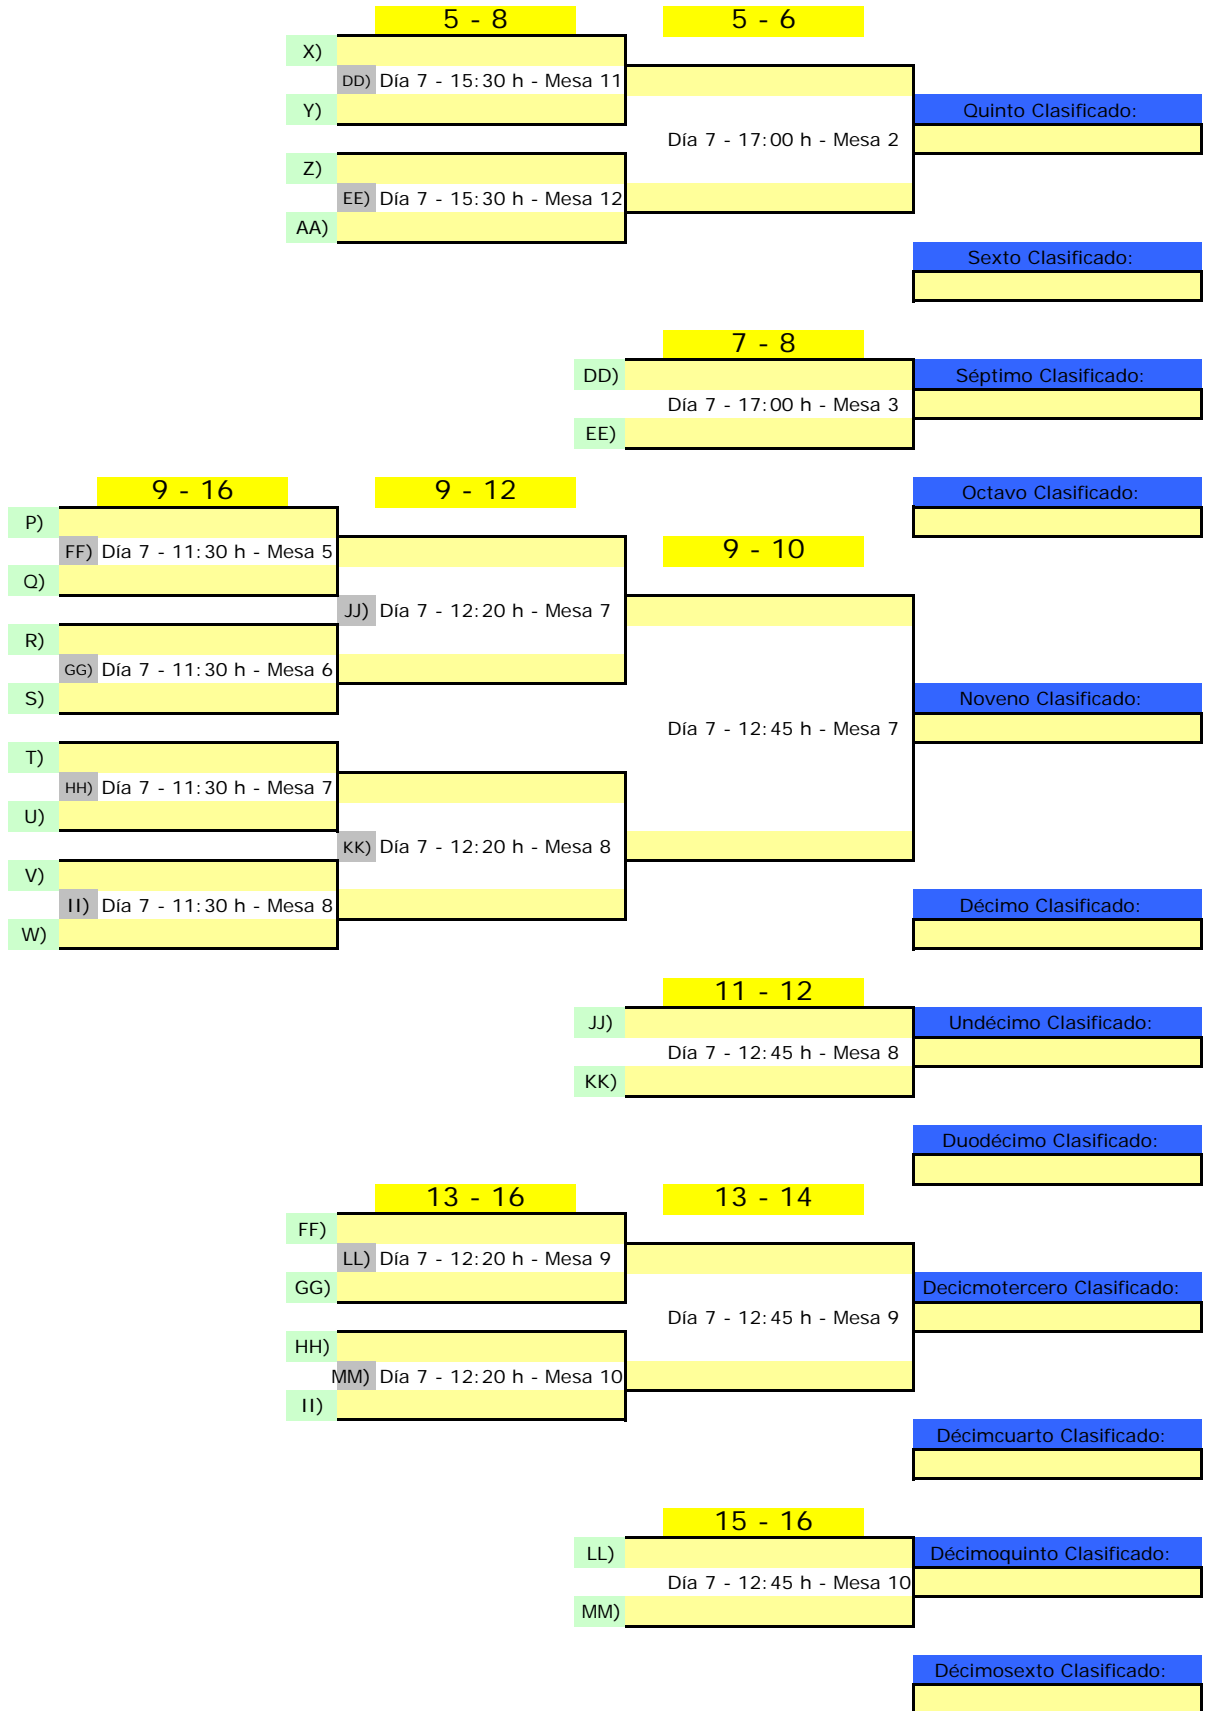 5 - 8 5 - 6
X)
DD) Día 7 - 15:30 h - Mesa 11
Y) Quinto Clasificado:
Día 7 - 17:00 h - Mesa 2
Z)
EE) Día 7 - 15:30 h - Mesa 12
AA)
Sexto Clasificado:
7 - 8
DD) Séptimo Clasificado:
Día 7 - 17:00 h - Mesa 3
EE)
9 - 16 9 - 12 Octavo Clasificado:
P)
FF) Día 7 - 11:30 h - Mesa 5 9 - 10
Q)
JJ) Día 7 - 12:20 h - Mesa 7
R)
GG) Día 7 - 11:30 h - Mesa 6
S) Noveno Clasificado:
Día 7 - 12:45 h - Mesa 7
T)
HH) Día 7 - 11:30 h - Mesa 7
U)
KK) Día 7 - 12:20 h - Mesa 8
V)
II) Día 7 - 11:30 h - Mesa 8 Décimo Clasificado:
W)
11 - 12
JJ) Undécimo Clasificado:
Día 7 - 12:45 h - Mesa 8
KK)
Duodécimo Clasificado:
13 - 16 13 - 14
FF)
LL) Día 7 - 12:20 h - Mesa 9
GG) Decicmotercero Clasificado:
Día 7 - 12:45 h - Mesa 9
HH)
MM) Día 7 - 12:20 h - Mesa 10
II)
Décimcuarto Clasificado:
15 - 16
LL) Décimoquinto Clasificado:
Día 7 - 12:45 h - Mesa 10
MM)
Décimosexto Clasificado: